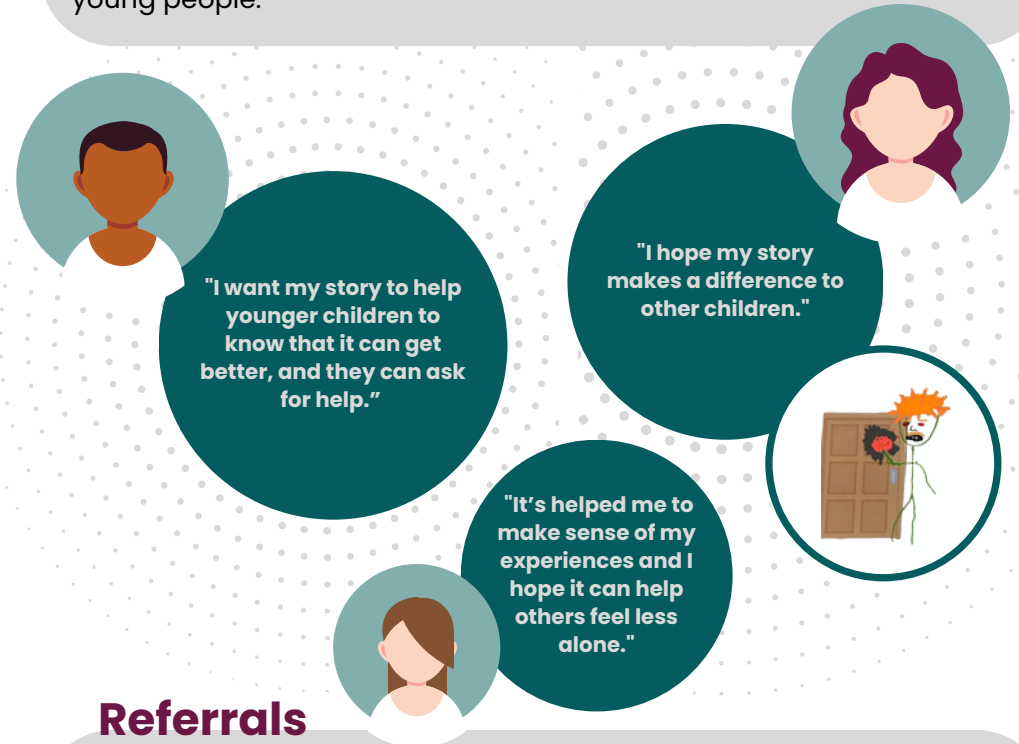 young people.
"I want my story to help
younger children to
know that it can get
better, and they can ask
for help.”
"I hope my story
makes a difference to
other children."
"It’s helped me to
make sense of my
experiences and I
hope it can help
others feel less
alone."
Referrals